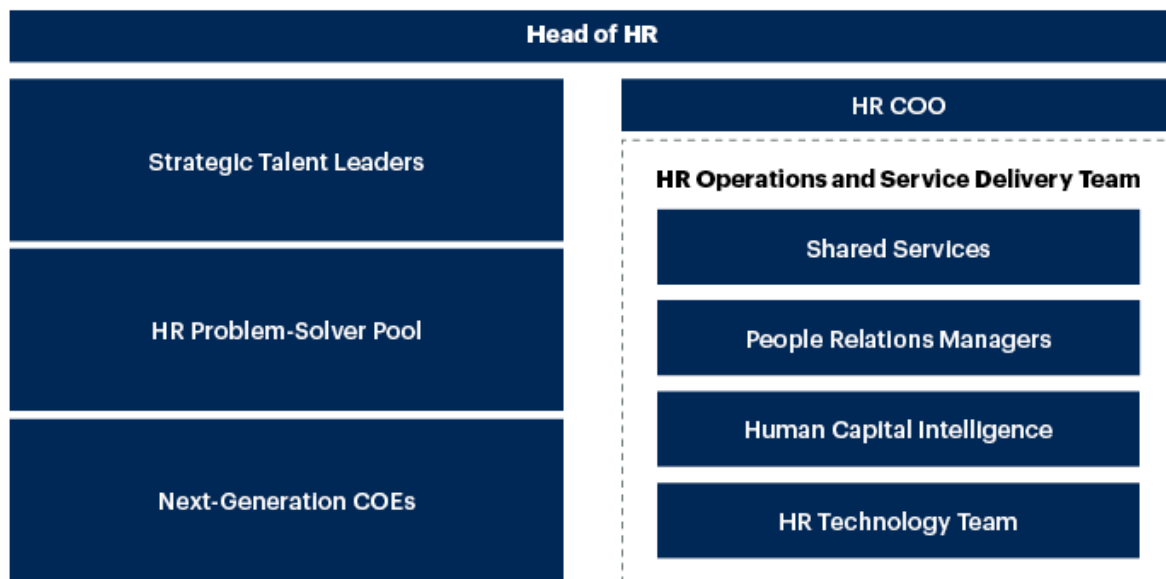 Head of HR
Strategic Talent Leaders
HR Problem-Solver Pool
Next-Generation COEs
HR COO
HR Operations and Service Delivery Team
Shared Services
People Relations Managers
Human Capital Intelligence
HR Technology Team